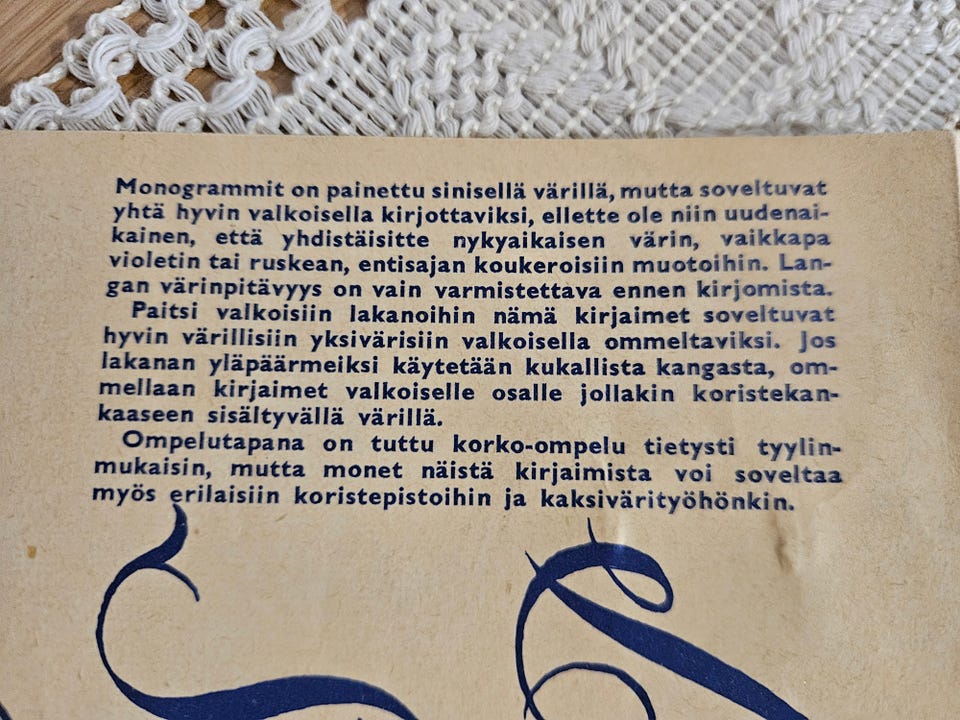 Monogrammit on painettu sinisellä värillä, mutta soveltuvat
yhtä hyvin valkoisella kirjottaviksi, ellette ole niin uudenai-
kainen, että yhdistäisitte nykyaikaisen värin, vaikkapa
violetin tai ruskean, entisajan koukeroisiin muotoihin. Lan-
gan värinpitävyys on vain varmistettava ennen kirjomista.
Paitsi valkoisiin lakanoihin nämä kirjaimet soveltuvat
hyvin värillisiin yksivärisiin valkoisella ommeltaviksi. Jos
lakanan yläpäärmeiksi käytetään kukallista kangasta, om-
mellaan kirjaimet valkoiselle osalle jollakin koristekan-
kaaseen sisältyvällä värillä.
Ompelutapana on tuttu korko-ompelu tietysti tyylin-
mukaisin, mutta monet näistä kirjaimista voi soveltaa
myös erilaisiin koristepistoihin ja kaksivärityöhönkin.